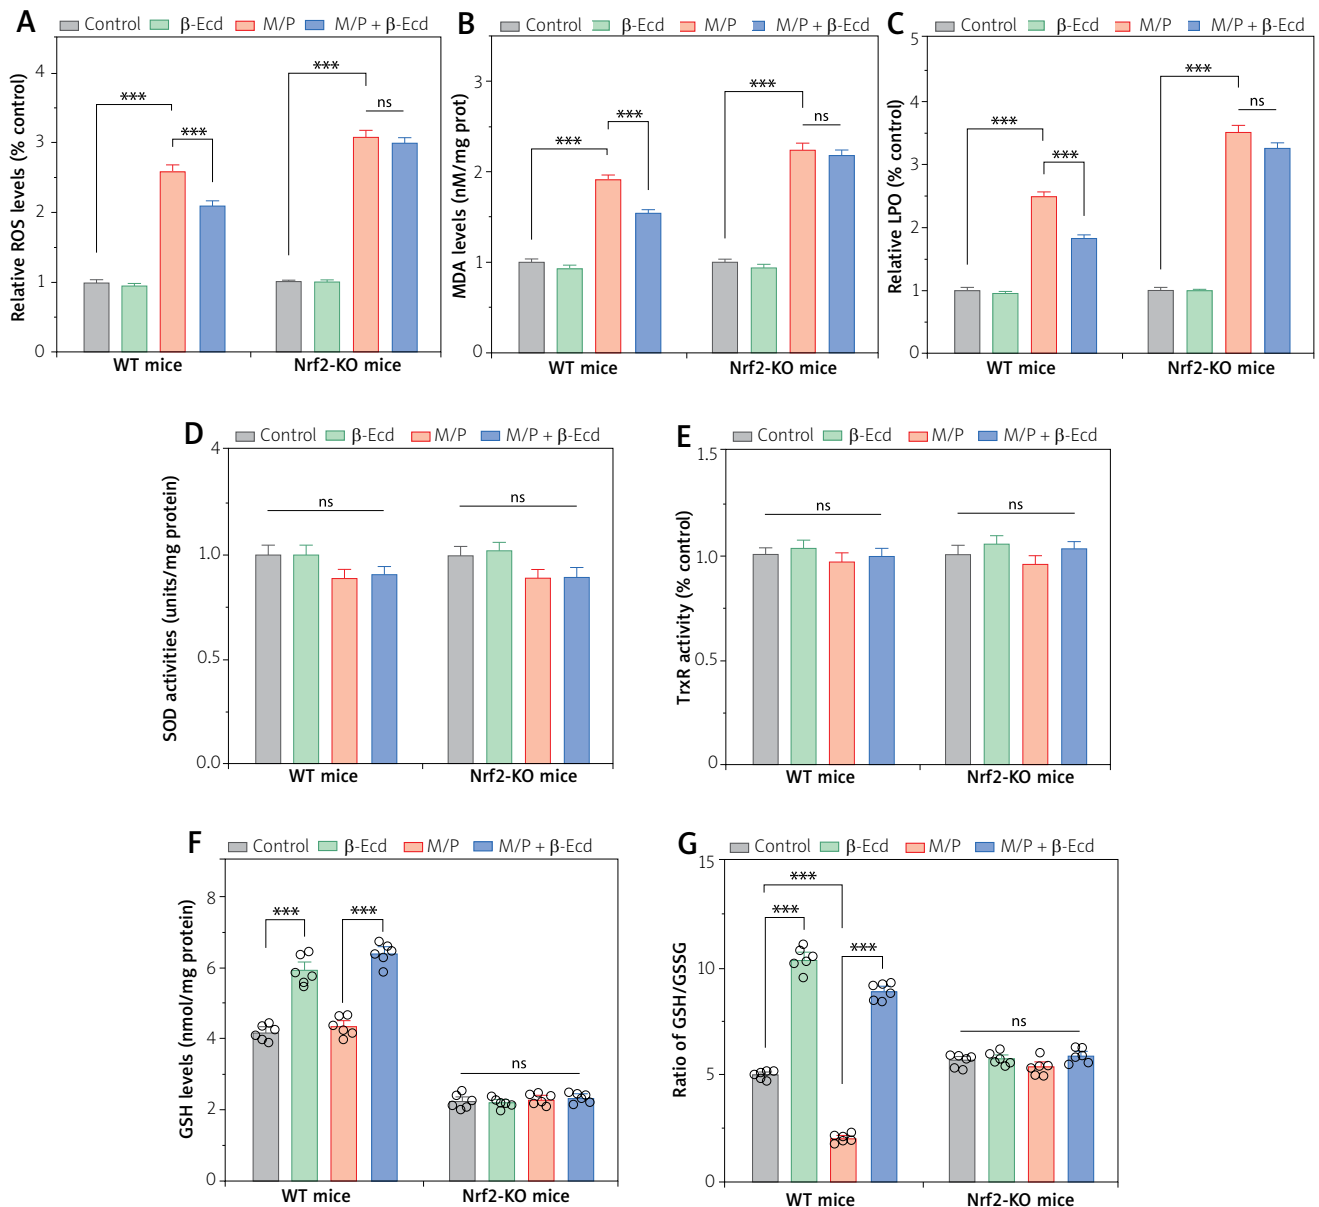 A
Control β-Ecd M/P M/P + β-Ecd
Relative ROS levels (% control)
4
3
2
1
0
***
***
***
***
ns
WT mice
Nrf2-KO mice
B
Control β-Ecd M/P M/P + β-Ecd
MDA levels (nM/mg prot)
3
2
1
0
***
***
***
ns
WT mice
Nrf2-KO mice
C
Control β-Ecd M/P M/P + β-Ecd
Relative LPO (% control)
5
4
3
2
1
0
***
***
***
ns
WT mice
Nrf2-KO mice
D
Control β-Ecd M/P M/P + β-Ecd
SOD activities (units/mg protein)
4
1.0
0.5
0.0
ns
ns
WT mice
Nrf2-KO mice
E
Control β-Ecd M/P M/P + β-Ecd
TrxR activity (% control)
1.5
1.0
0.5
0
ns
ns
WT mice
Nrf2-KO mice
F
Control β-Ecd M/P M/P + β-Ecd
GSH levels (nmol/mg protein)
8
6
4
2
0
***
***
ns
WT mice
Nrf2-KO mice
G
Control β-Ecd M/P M/P + β-Ecd
Ratio of GSH/GSSG
15
10
5
0
***
***
***
ns
WT mice
Nrf2-KO mice